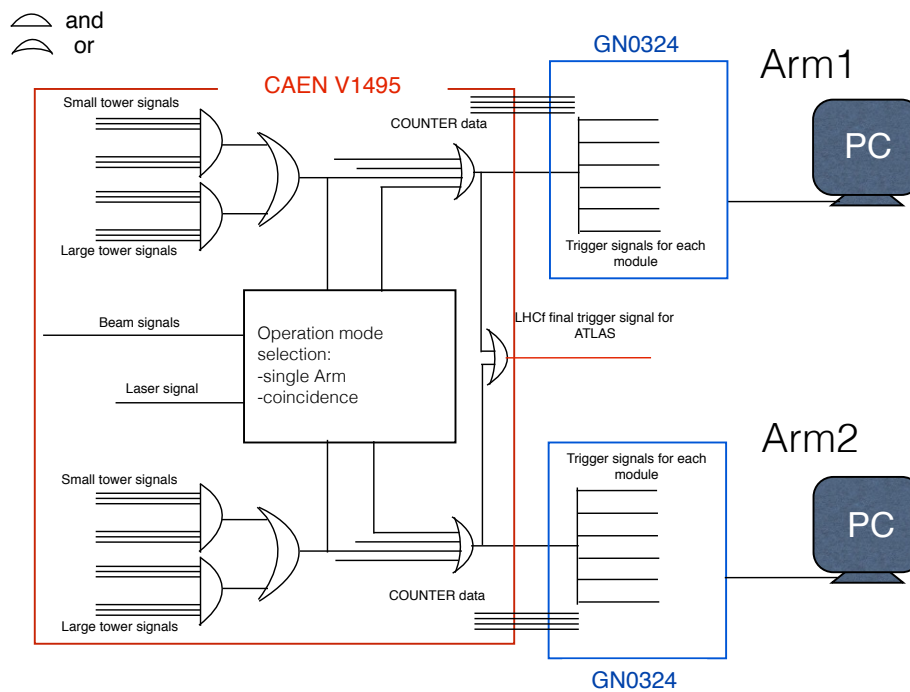 and
or
GN0324
Arm1
CAEN V1495
Small tower signals
COUNTER data
PC
Large tower signals
Trigger signals for each
module
Beam signals
LHCf final trigger signal for
ATLAS
Operation mode
selection:
-single Arm
-coincidence
Laser signal
Arm2
Trigger signals for each
module
Small tower signals
PC
COUNTER data
Large tower signals
GN0324